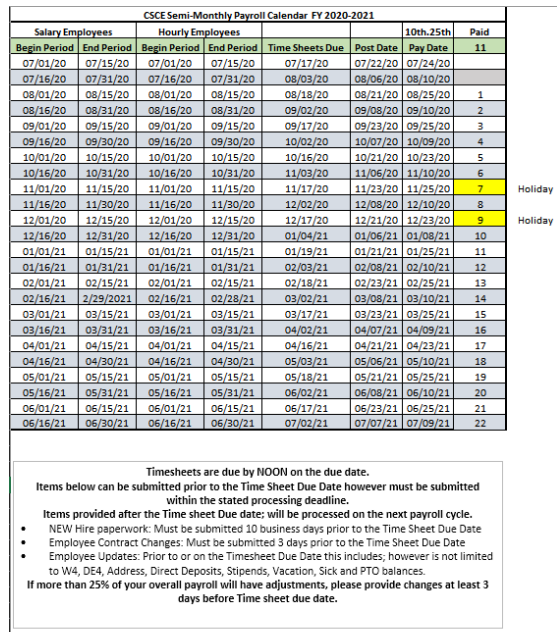 CSCE Semi-Monthly Payroll Calendar FY 2020-2021
Salary Employees Hourly Employees 10th.25th Paid
Begin Period End Period Begin Period End Period Time Sheets Due Post Date Pay Date 11
07/01/20 07/15/20 07/01/20 07/15/20 07/17/20 07/22/20 07/24/20
07/16/20 07/31/20 07/16/20 07/31/20 08/03/20 08/06/20 08/10/20
08/01/20 08/15/20 08/01/20 08/15/20 08/18/20 08/21/20 08/25/20 1
08/16/20 08/31/20 08/16/20 08/31/20 09/02/20 09/08/20 09/10/20 2
09/01/20 09/15/20 09/01/20 09/15/20 09/17/20 09/23/20 09/25/20 3
09/16/20 09/30/20 09/16/20 09/30/20 10/02/20 10/07/20 10/09/20 4
10/01/20 10/15/20 10/01/20 10/15/20 10/16/20 10/21/20 10/23/20 5
10/16/20 10/31/20 10/16/20 10/31/20 11/03/20 11/06/20 11/10/20 6
11/01/20 11/15/20 11/01/20 11/15/20 11/17/20 11/23/20 11/25/20 7 Holiday
11/16/20 11/30/20 11/16/20 11/30/20 12/02/20 12/08/20 12/10/20 8
12/01/20 12/15/20 12/01/20 12/15/20 12/17/20 12/21/20 12/23/20 9 Holiday
12/16/20 12/31/20 12/16/20 12/31/20 01/04/21 01/06/21 01/08/21 10
01/01/21 01/15/21 01/01/21 01/15/21 01/19/21 01/21/21 01/25/21 11
01/16/21 01/31/21 01/16/21 01/31/21 02/03/21 02/08/21 02/10/21 12
02/01/21 02/15/21 02/01/21 02/15/21 02/18/21 02/23/21 02/25/21 13
02/16/21 2/29/2021 02/16/21 02/28/21 03/02/21 03/08/21 03/10/21 14
03/01/21 03/15/21 03/01/21 03/15/21 03/17/21 03/23/21 03/25/21 15
03/16/21 03/31/21 03/16/21 03/31/21 04/02/21 04/07/21 04/09/21 16
04/01/21 04/15/21 04/01/21 04/15/21 04/16/21 04/21/21 04/23/21 17
04/16/21 04/30/21 04/16/21 04/30/21 05/03/21 05/06/21 05/10/21 18
05/01/21 05/15/21 05/01/21 05/15/21 05/18/21 05/21/21 05/25/21 19
05/16/21 05/31/21 05/16/21 05/31/21 06/02/21 06/08/21 06/10/21 20
06/01/21 06/15/21 06/01/21 06/15/21 06/17/21 06/23/21 06/25/21 21
06/16/21 06/30/21 06/16/21 06/30/21 07/02/21 07/07/21 07/09/21 22
Timesheets are due by NOON on the due date.
Items below can be submitted prior to the Time Sheet Due Date however must be submitted
within the stated processing deadline.
Items provided after the Time sheet Due date; will be processed on the next payroll cycle.
• NEW Hire paperwork: Must be submitted 10 business days prior to the Time Sheet Due Date
• Employee Contract Changes: Must be submitted 3 days prior to the Time Sheet Due Date
• Employee Updates: Prior to or on the Timesheet Due Date this includes; however is not limited
to W4, DE4, Address, Direct Deposits, Stipends, Vacation, Sick and PTO balances.
If more than 25% of your overall payroll will have adjustments, please provide changes at least 3
days before Time sheet due date.